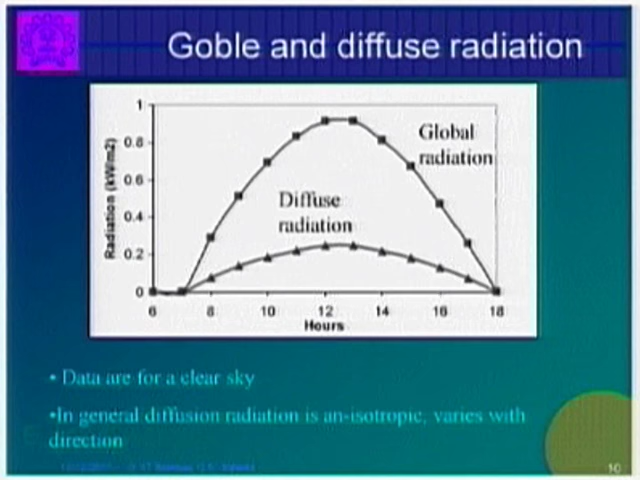 Goble and diffuse radiation
1
0.8
0.6
0.4
0.2
0
Radiation (kW/m2)
Global
radiation
Diffuse
radiation
6 8 10 12 14 16 18
Hours
• Data are for a clear sky
•In general diffusion radiation is an-isotropic, varies with
direction
10